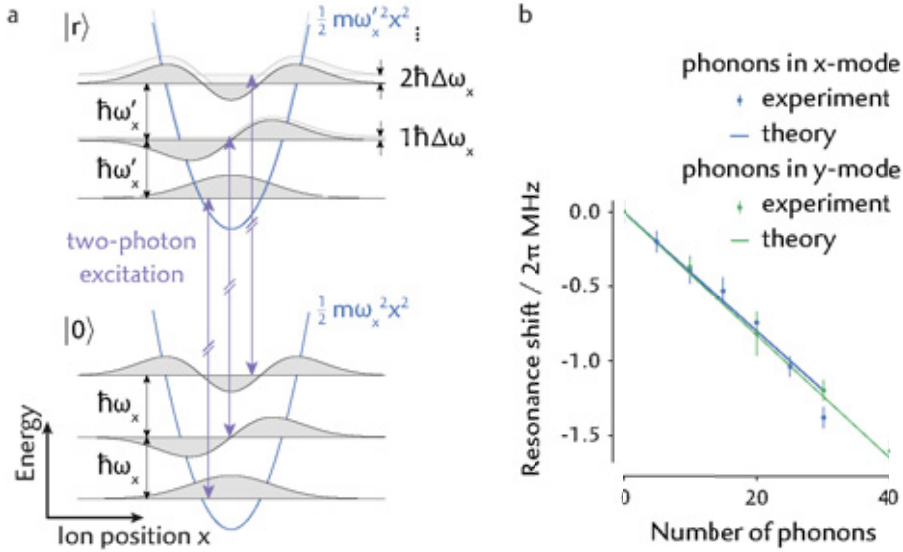 a
|r⟩
½ mω′ₓ²x²
⋮
2ħΔωₓ
ħω′ₓ
1ħΔωₓ
ħω′ₓ
two-photon
excitation
|0⟩
½ mωₓ²x²
ħωₓ
ħωₓ
Energy
Ion position x
b
phonons in x-mode
experiment
theory
phonons in y-mode
experiment
theory
Resonance shift / 2π MHz
0.0
-0.5
-1.0
-1.5
0
20
40
Number of phonons